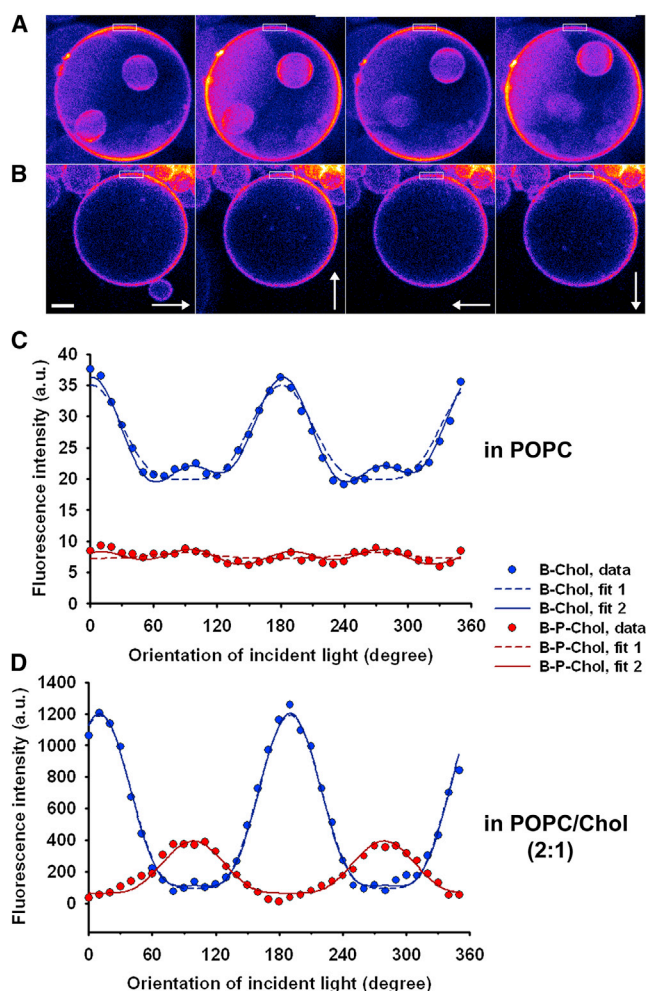 A
B
C
Fluorescence intensity (a.u.)
40
35
30
25
20
15
10
5
0
0 60 120 180 240 300 360
Orientation of incident light (degree)
in POPC
B-Chol, data
B-Chol, fit 1
B-Chol, fit 2
B-P-Chol, data
B-P-Chol, fit 1
B-P-Chol, fit 2
D
Fluorescence intensity (a.u.)
1400
1200
1000
800
600
400
200
0
0 60 120 180 240 300 360
Orientation of incident light (degree)
in POPC/Chol
(2:1)